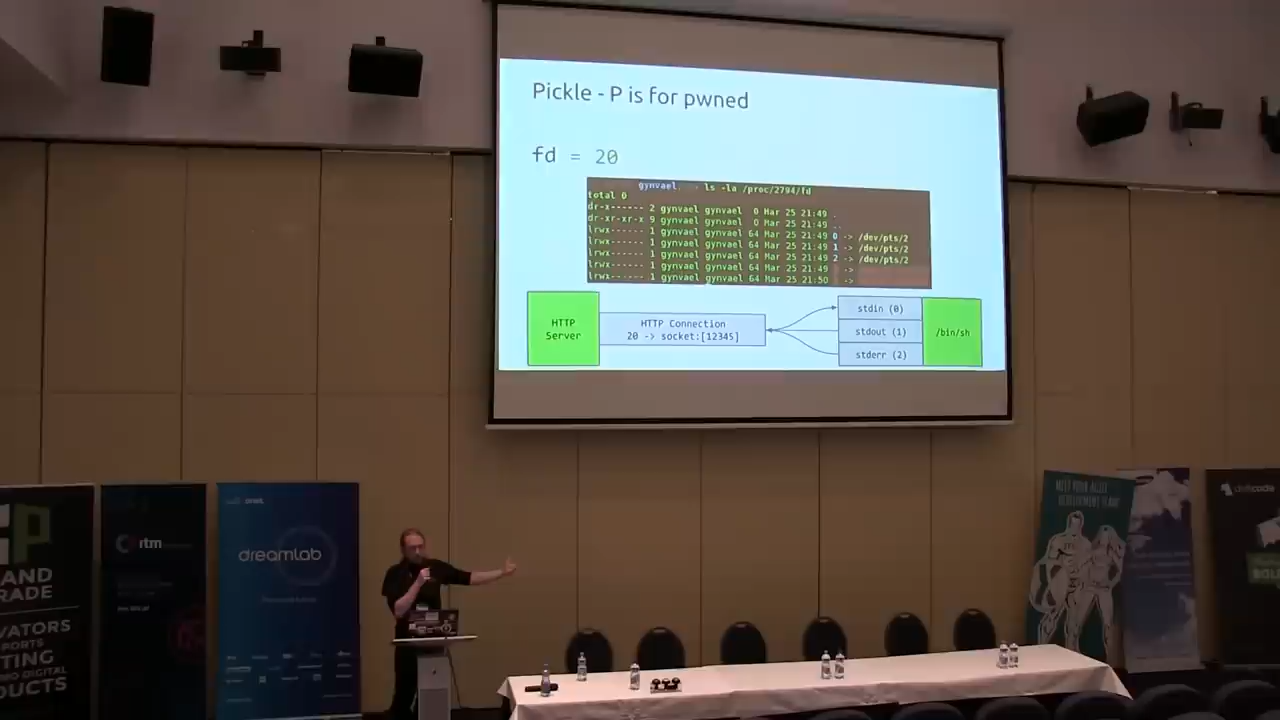 Pickle - P is for pwned
fd = 20
gynvael ls -la /proc/2794/fd
total 0
dr-x------ 2 gynvael gynvael 0 Mar 25 21:49 .
dr-xr-xr-x 9 gynvael gynvael 0 Mar 25 21:49 ..
lrwx------ 1 gynvael gynvael 64 Mar 25 21:49 0 -> /dev/pts/2
lrwx------ 1 gynvael gynvael 64 Mar 25 21:49 1 -> /dev/pts/2
lrwx------ 1 gynvael gynvael 64 Mar 25 21:49 2 -> /dev/pts/2
lrwx------ 1 gynvael gynvael 64 Mar 25 21:49 ->
lrwx------ 1 gynvael gynvael 64 Mar 25 21:50 ->
HTTP
Server
HTTP Connection
20 -> socket:[12345]
stdin (0)
stdout (1)
stderr (2)
/bin/sh
P
AND
RADE
VATORS
PORTS
TING
DIGITAL
DUCTS
rtm
dreamlab
MEET YOUR AGILE
DEVELOPMENT TEAM!
code